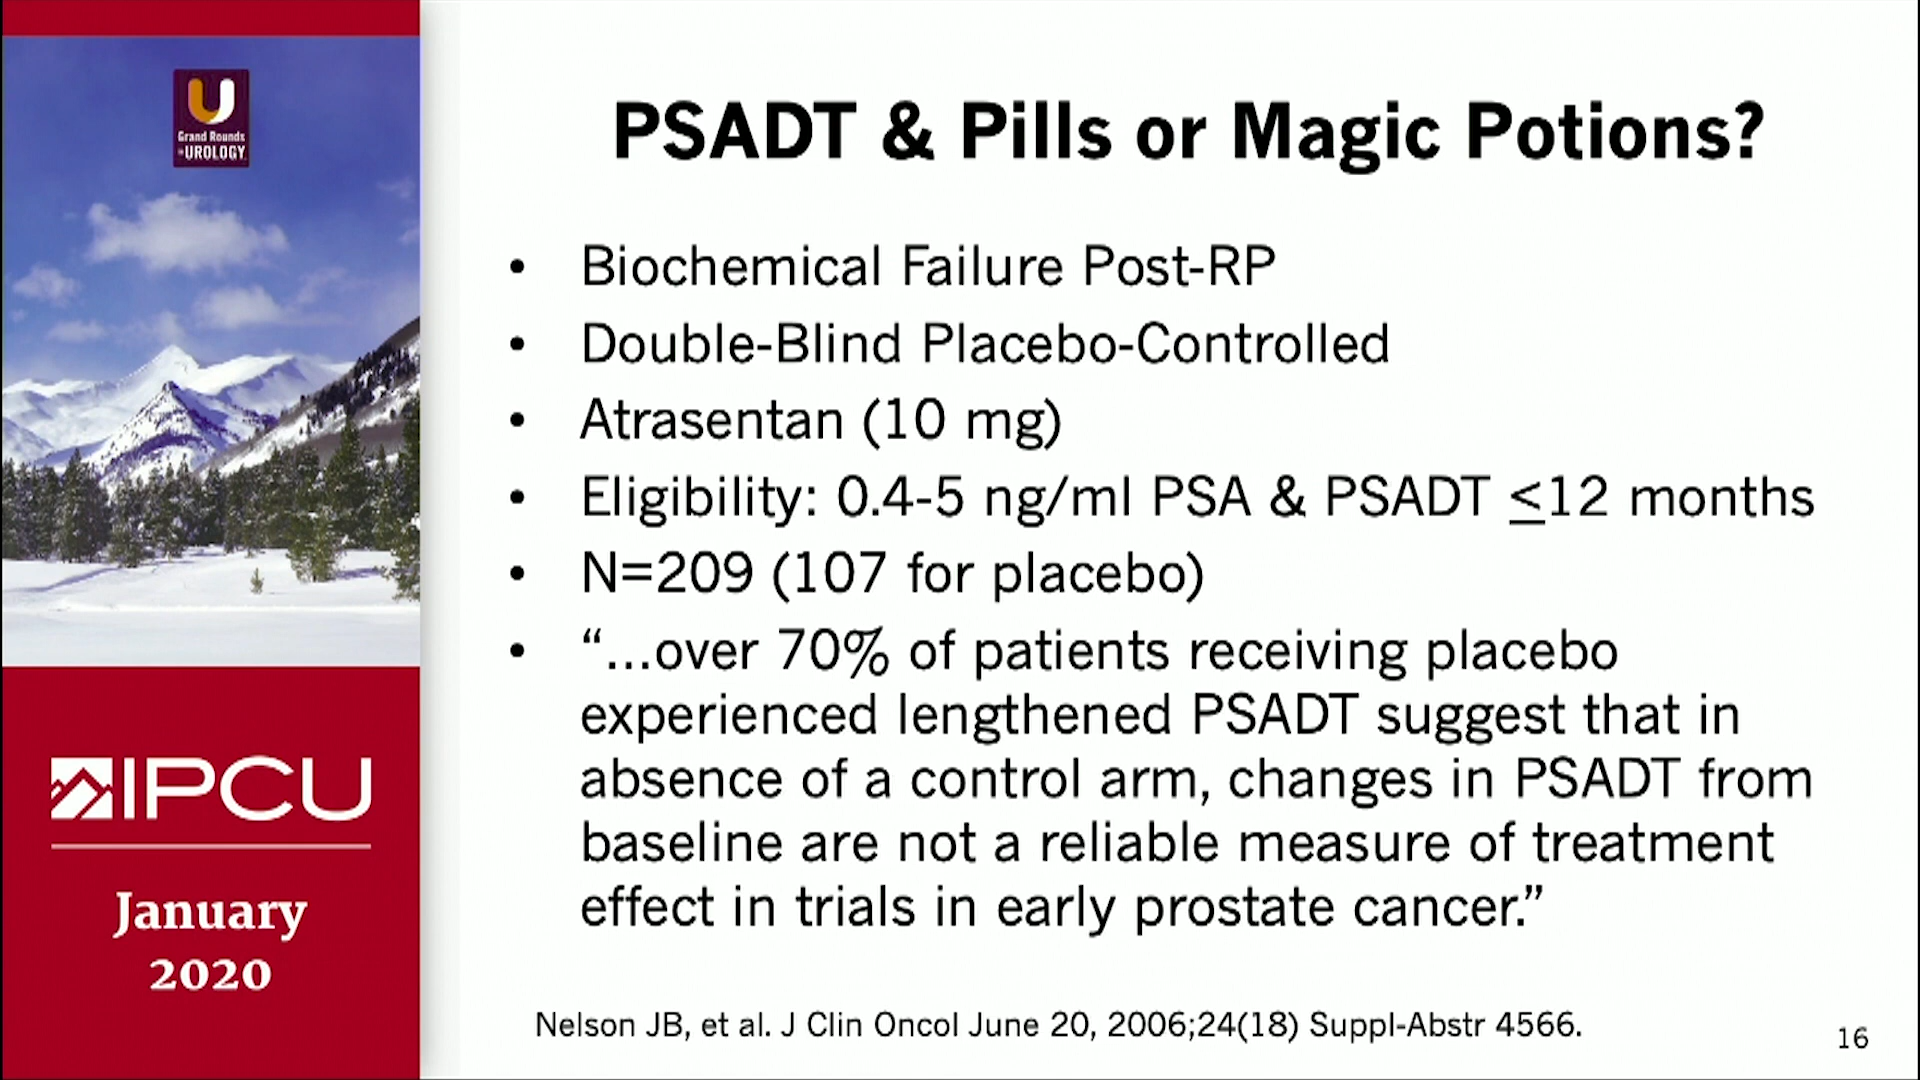 U
Grand Rounds
in UROLOGY
IPCU
January
2020
PSADT & Pills or Magic Potions?
• Biochemical Failure Post-RP
• Double-Blind Placebo-Controlled
• Atrasentan (10 mg)
• Eligibility: 0.4-5 ng/ml PSA & PSADT ≤12 months
• N=209 (107 for placebo)
• “...over 70% of patients receiving placebo
experienced lengthened PSADT suggest that in
absence of a control arm, changes in PSADT from
baseline are not a reliable measure of treatment
effect in trials in early prostate cancer.”
Nelson JB, et al. J Clin Oncol June 20, 2006;24(18) Suppl-Abstr 4566.
16